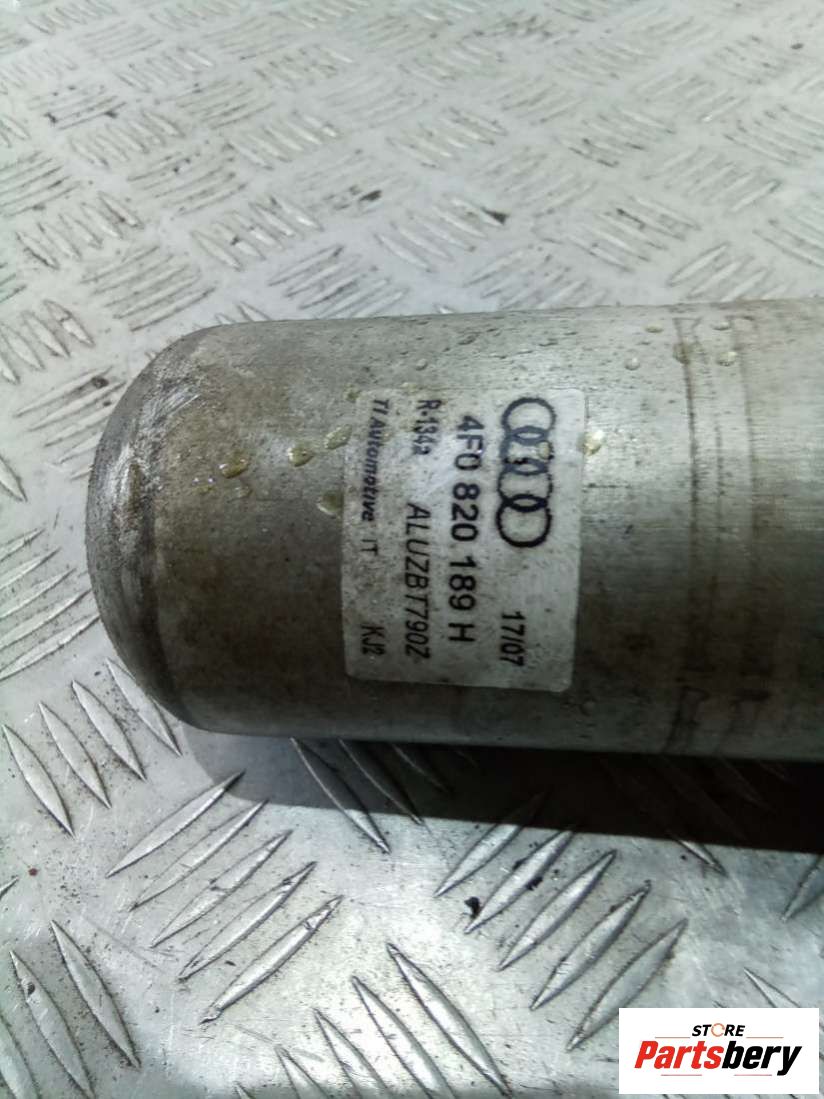 17/07
4F0 820 189 H
R-134a ALUZBT790Z
TI Automotive IT KJ2
STORE
Partsbery